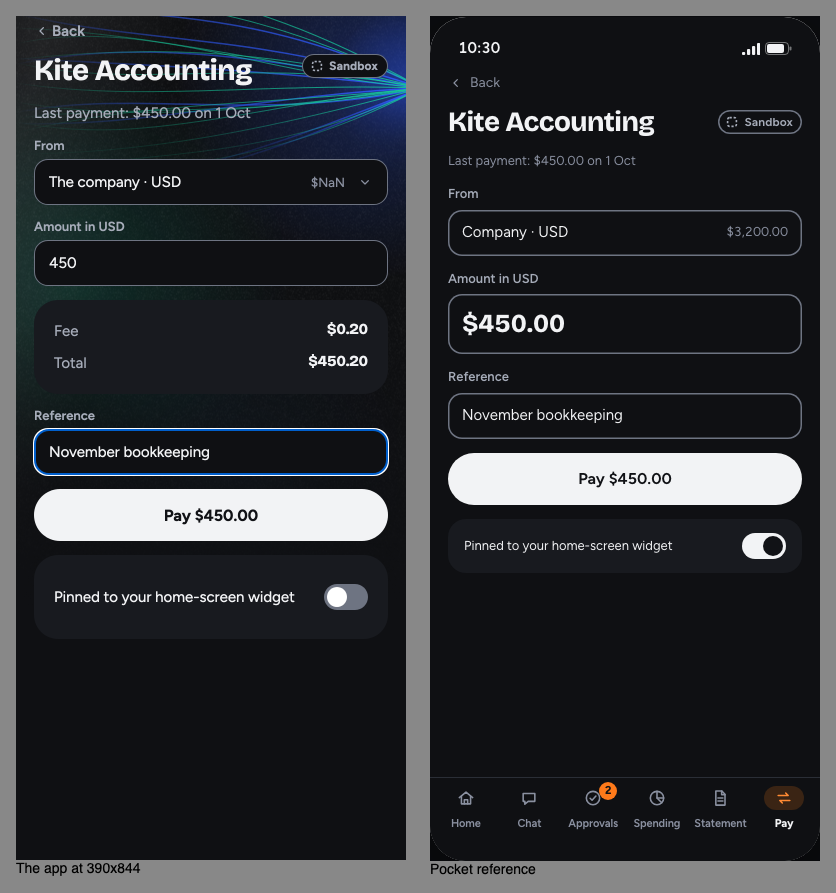 Back
Kite Accounting
Sandbox
Last payment: $450.00 on 1 Oct
From
The company · USD
$NaN
Amount in USD
450
Fee
$0.20
Total
$450.20
Reference
November bookkeeping
Pay $450.00
Pinned to your home-screen widget
The app at 390x844
10:30
Back
Kite Accounting
Sandbox
Last payment: $450.00 on 1 Oct
From
Company · USD
$3,200.00
Amount in USD
$450.00
Reference
November bookkeeping
Pay $450.00
Pinned to your home-screen widget
2
Home
Chat
Approvals
Spending
Statement
Pay
Pocket reference